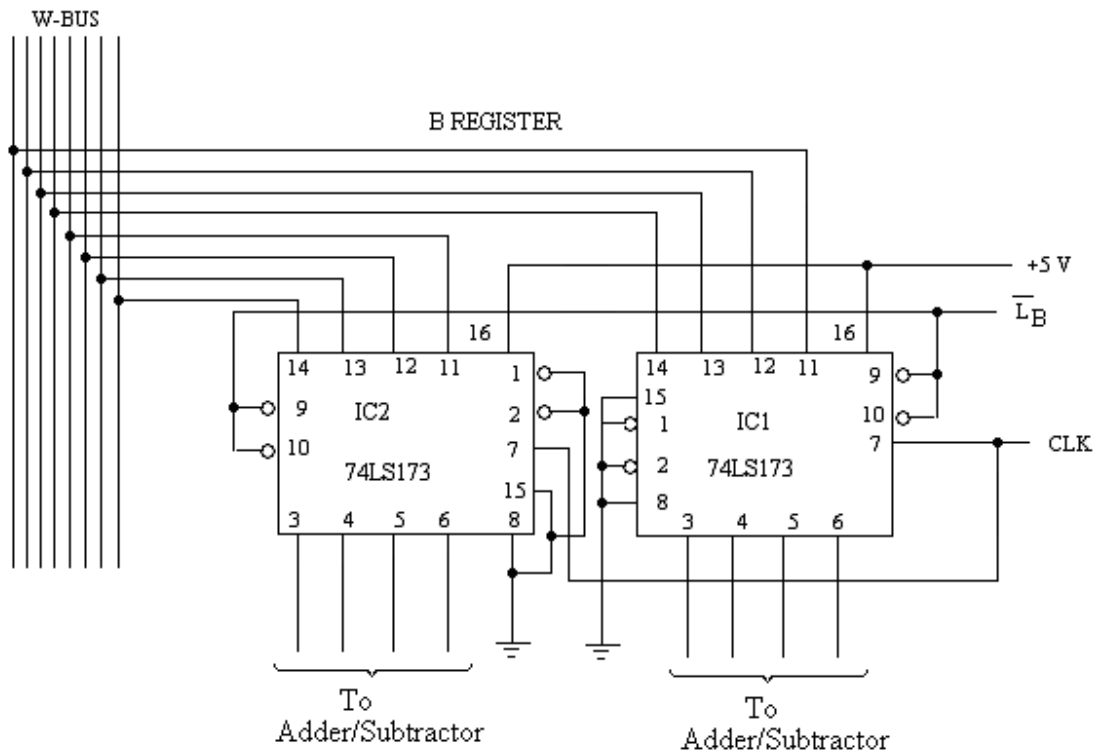 W-BUS
B REGISTER
+5 V
L̅B
16
16
14 13 12 11
1
14 13 12 11
9
9
IC2
2
15
1
IC1
10
10
74LS173
7
2
74LS173
7
CLK
15
8
3 4 5 6
8
3 4 5 6
To
Adder/Subtractor
To
Adder/Subtractor